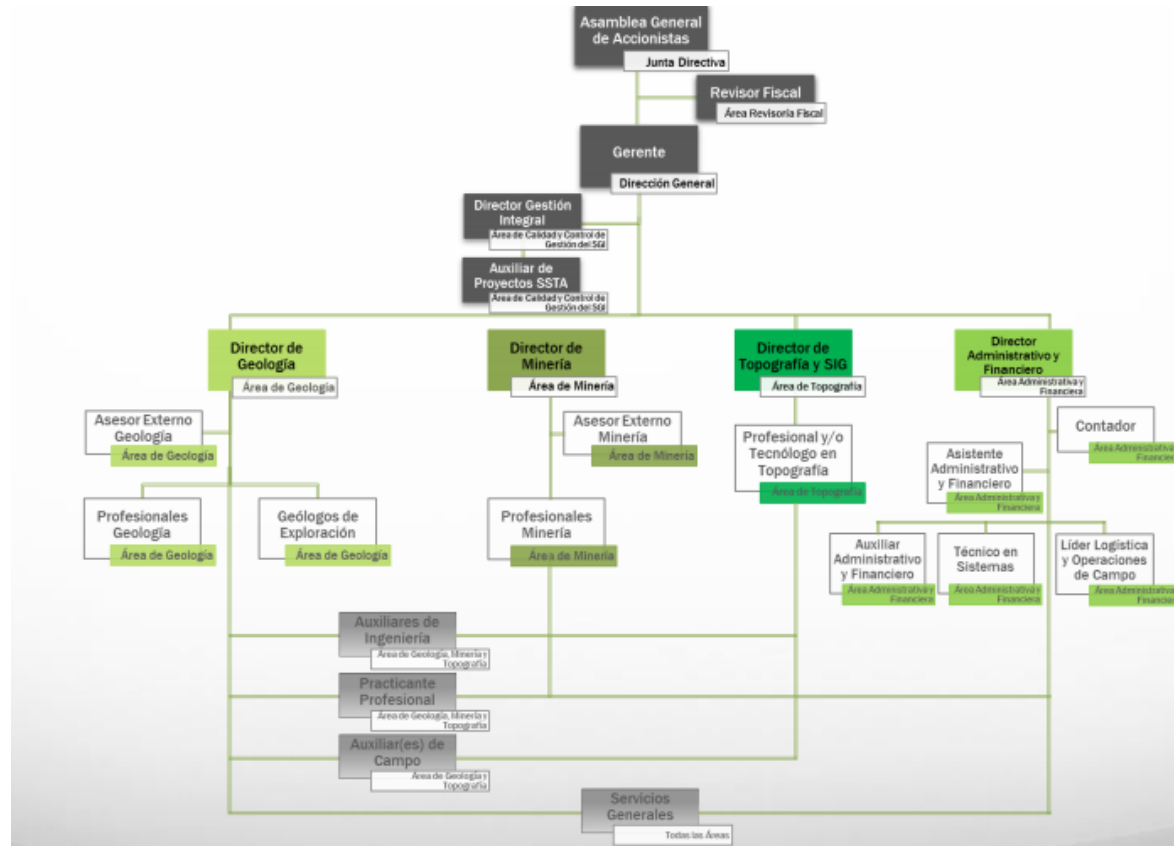 Asamblea General
de Accionistas
Junta Directiva
Revisor Fiscal
Área Revisoría Fiscal
Gerente
Dirección General
Director Gestión
Integral
Área de Calidad y Control de
Gestión del SGI
Auxiliar de
Proyectos SSTA
Área de Calidad y Control de
Gestión del SGI
Director de
Geología
Área de Geología
Director de
Minería
Área de Minería
Director de
Topografía y SIG
Área de Topografía
Director
Administrativo y
Financiero
Área Administrativa y
Financiera
Asesor Externo
Geología
Área de Geología
Asesor Externo
Minería
Área de Minería
Profesional y/o
Tecnólogo en
Topografía
Área de Topografía
Contador
Área Administrativa y
Financiera
Asistente
Administrativo
y Financiero
Área Administrativa y
Financiera
Profesionales
Geología
Área de Geología
Geólogos de
Exploración
Área de Geología
Profesionales
Minería
Área de Minería
Auxiliar
Administrativo
y Financiero
Área Administrativa y
Financiera
Técnico en
Sistemas
Área Administrativa y
Financiera
Líder Logística
y Operaciones
de Campo
Área Administrativa y
Financiera
Auxiliares de
Ingeniería
Área de Geología, Minería y
Topografía
Practicante
Profesional
Área de Geología, Minería y
Topografía
Auxiliar(es) de
Campo
Área de Geología y
Topografía
Servicios
Generales
Todas las Áreas